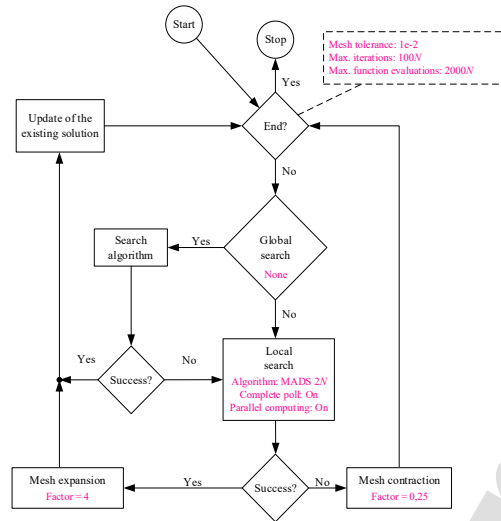 Start
Stop
Mesh tolerance: 1e-2
Max. iterations: 100N
Max. function evaluations: 2000N
Yes
Update of the
existing solution
End?
No
Yes
Search
algorithm
Global
search
None
No
Yes
No
Success?
Local
search
Algorithm: MADS 2N
Complete poll: On
Parallel computing: On
Mesh expansion
Factor = 4
Yes
Success?
No
Mesh contraction
Factor = 0,25